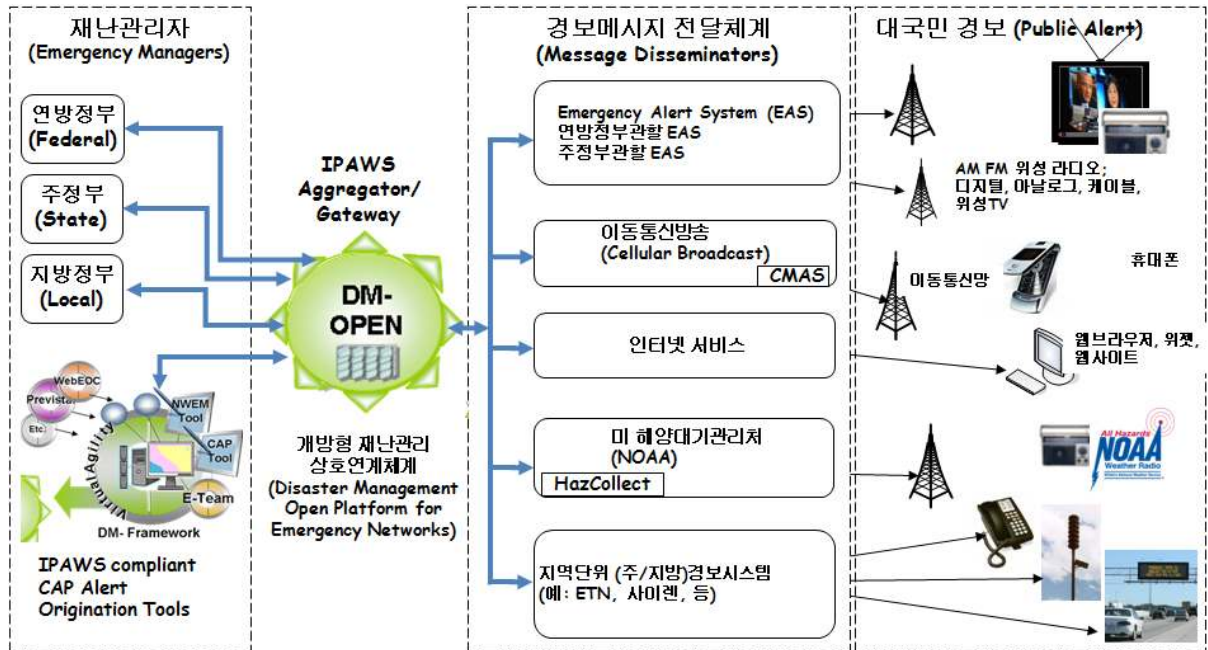 재난관리자
(Emergency Managers)
연방정부
(Federal)
주정부
(State)
지방정부
(Local)
WebEOC
Prevista
Etc.
NWEM
Tool
CAP
Tool
E-Team
VirtualAgility
DM- Framework
IPAWS compliant
CAP Alert
Origination Tools
IPAWS
Aggregator/
Gateway
DM-
OPEN
개방형 재난관리
상호연계체계
(Disaster Management
Open Platform for
Emergency Networks)
경보메시지 전달체계
(Message Disseminators)
Emergency Alert System (EAS)
연방정부관할 EAS
주정부관할 EAS
이동통신방송
(Cellular Broadcast)
CMAS
인터넷 서비스
미 해양대기관리처
(NOAA)
HazCollect
지역단위 (주/지방)경보시스템
(예: ETN, 사이렌, 등)
대국민 경보 (Public Alert)
AM FM 위성 라디오;
디지털, 아날로그, 케이블,
위성TV
이동통신망
휴대폰
웹브라우저, 위젯,
웹사이트
All Hazards
NOAA
Weather Radio